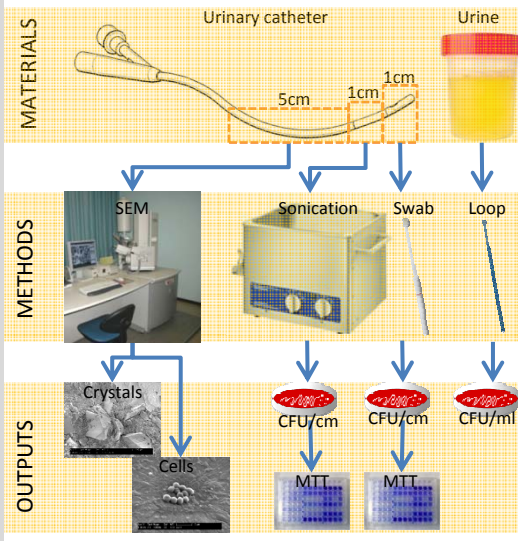 MATERIALS
Urinary catheter
Urine
5cm
1cm
1cm
METHODS
SEM
Sonication
Swab
Loop
OUTPUTS
Crystals
Cells
CFU/cm
CFU/cm
CFU/ml
MTT
MTT